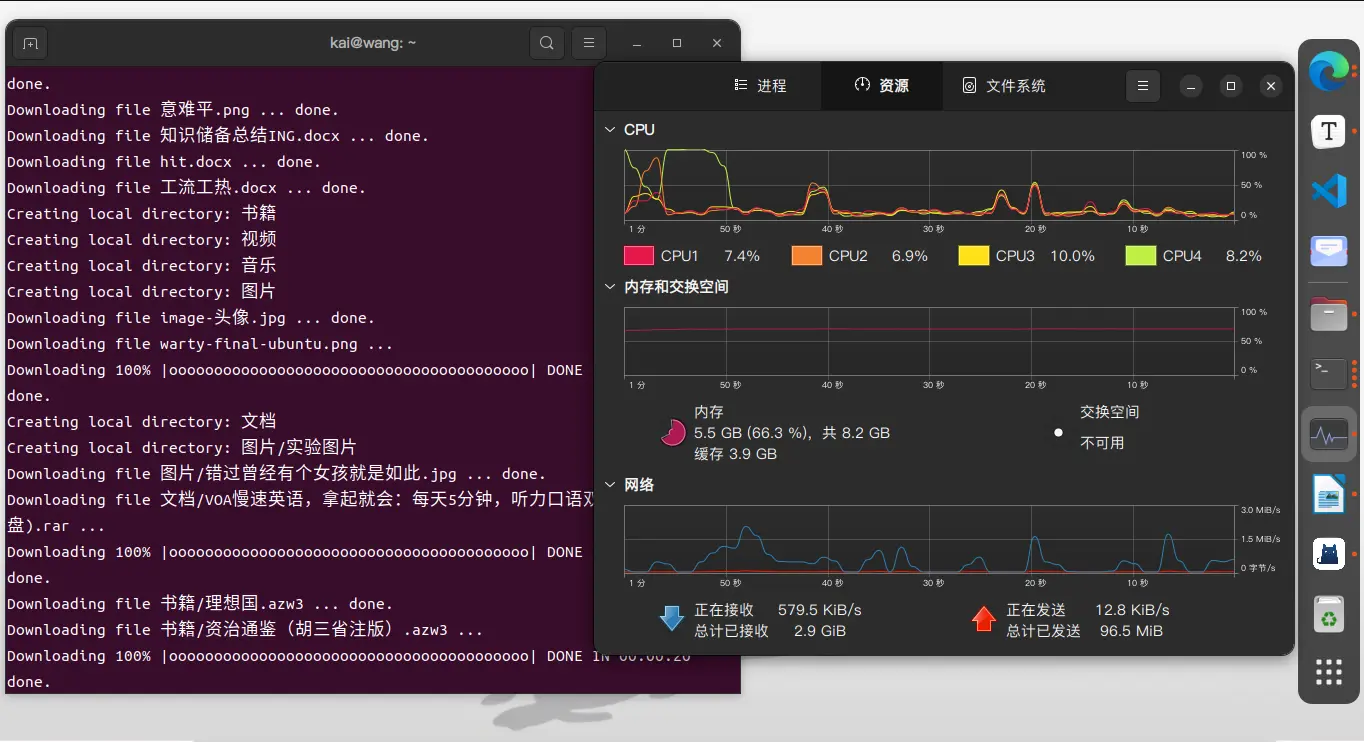 kai@wang: ~
done.
Downloading file 意难平.png ... done.
Downloading file 知识储备总结ING.docx ... done.
Downloading file hit.docx ... done.
Downloading file 工流工热.docx ... done.
Creating local directory: 书籍
Creating local directory: 视频
Creating local directory: 音乐
Creating local directory: 图片
Downloading file image-头像.jpg ... done.
Downloading file warty-final-ubuntu.png ...
Downloading 100% |oooooooooooooooooooooooooooooooooooooooo| DONE
done.
Creating local directory: 文档
Creating local directory: 图片/实验图片
Downloading file 图片/错过曾经有个女孩就是如此.jpg ... done.
Downloading file 文档/VOA慢速英语，拿起就会：每天5分钟，听力口语
盘).rar ...
Downloading 100% |oooooooooooooooooooooooooooooooooooooooo| DONE
done.
Downloading file 书籍/理想国.azw3 ... done.
Downloading file 书籍/资治通鉴（胡三省注版）.azw3 ...
Downloading 100% |oooooooooooooooooooooooooooooooooooooooo| DONE IN 00:00:20
done.
进程 资源 文件系统
CPU
100 %
50 %
0 %
1 分 50 秒 40 秒 30 秒 20 秒 10 秒
CPU1 7.4% CPU2 6.9% CPU3 10.0% CPU4 8.2%
内存和交换空间
100 %
50 %
0 %
1 分 50 秒 40 秒 30 秒 20 秒 10 秒
内存
5.5 GB (66.3 %)，共 8.2 GB
缓存 3.9 GB
交换空间
不可用
网络
3.0 MiB/s
1.5 MiB/s
0 字节/s
1 分 50 秒 40 秒 30 秒 20 秒 10 秒
正在接收 579.5 KiB/s
总计已接收 2.9 GiB
正在发送 12.8 KiB/s
总计已发送 96.5 MiB
T